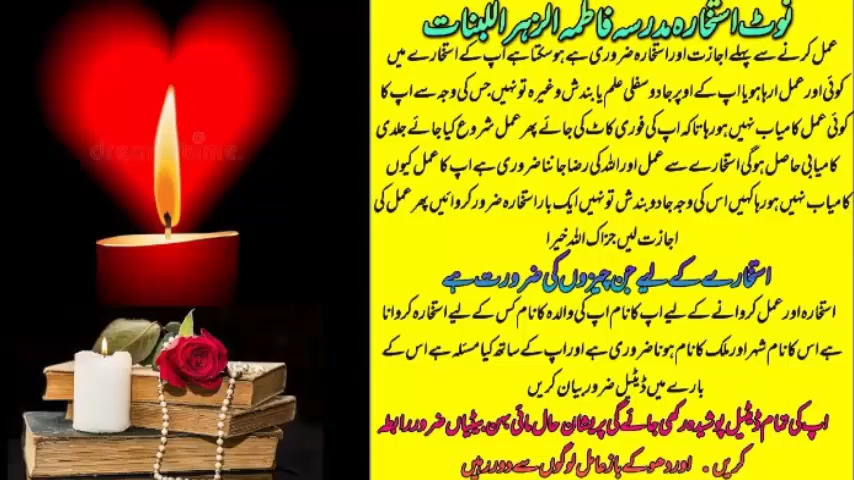 نوٹ استخارہ مدرسہ فاطمہ الزہرا اللبنات
عمل کرنے سے پہلے اجازت اور استخارہ ضروری ہے ہو سکتا ہے اپ کے استخارے میں
کوئی اور عمل ارہا ہو یا اپ کے اوپر جادو سفلی علم یا بندش وغیرہ تو نہیں جس کی وجہ سے اپ کا
کوئی عمل کامیاب نہیں ہو رہا تاکہ اپ کی فوری کاٹ کی جائے پھر عمل شروع کیا جائے جلدی
کامیابی حاصل ہوگی استخارے سے عمل اور اللہ کی رضا جاننا ضروری ہے اپ کا عمل کیوں
کامیاب نہیں ہو رہا کہیں اس کی وجہ جادو بندش تو نہیں ایک بار استخارہ ضرور کروائیں پھر عمل کی
اجازت لیں جزاک اللہ خیرا
استخارے کے لیے جن چیزوں کی ضرورت ہے
استخارہ اور عمل کروانے کے لیے اپ کا نام اپ کی والدہ کا نام کس کے لیے استخارہ کروانا
ہے اس کا نام شہر اور ملک کا نام ہونا ضروری ہے اور اپ کے ساتھ کیا مسئلہ ہے اس کے
بارے میں ڈیٹیل ضرور بیان کریں
اپ کی تمام ڈیٹیل پوشیدہ رکھی جائے گی پریشان حال مائی بہن بیٹیاں ضرور رابطہ
کریں . اور دھوکے باز عامل لوگوں سے دور رہیں